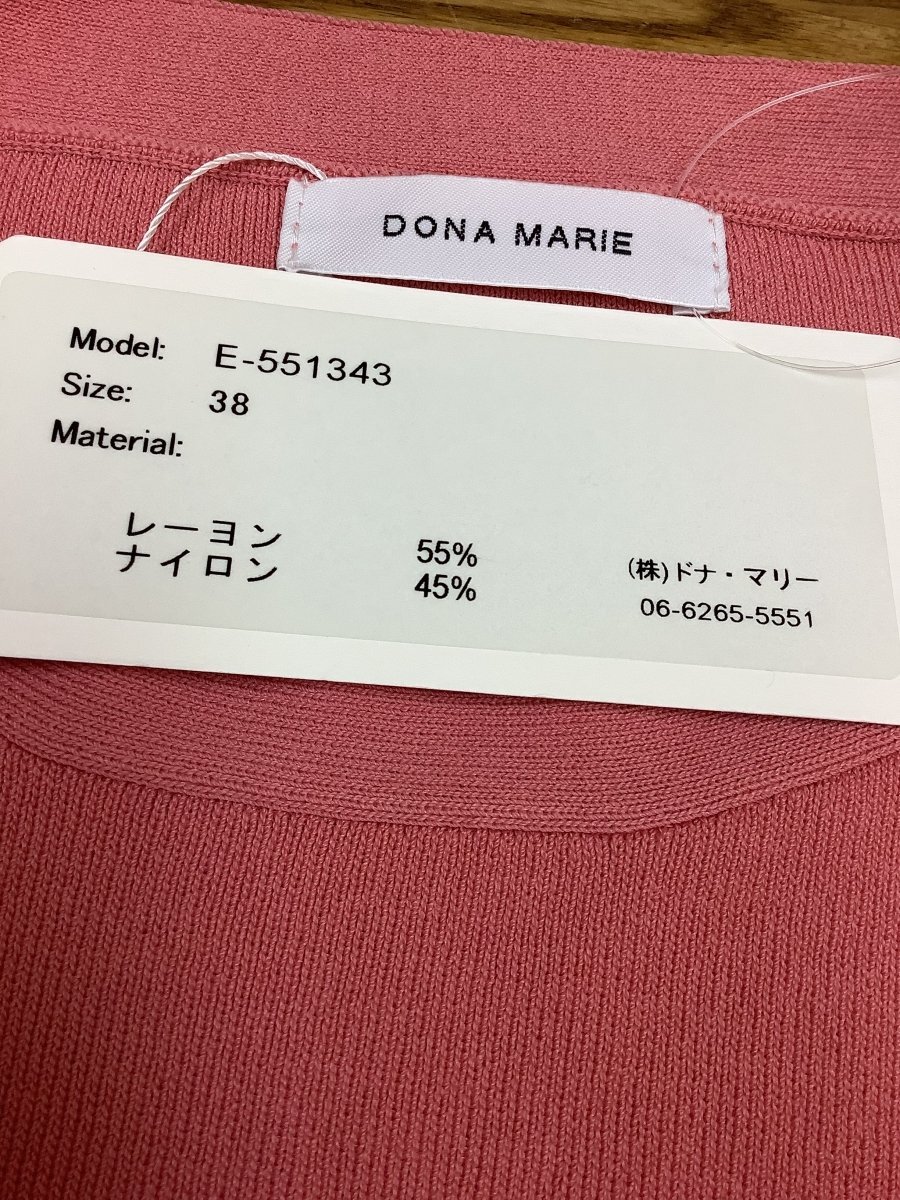 DONA MARIE
Model: E-551343
Size: 38
Material:
レーヨン 55%
ナイロン 45%
(株)ドナ・マリー
06-6265-5551